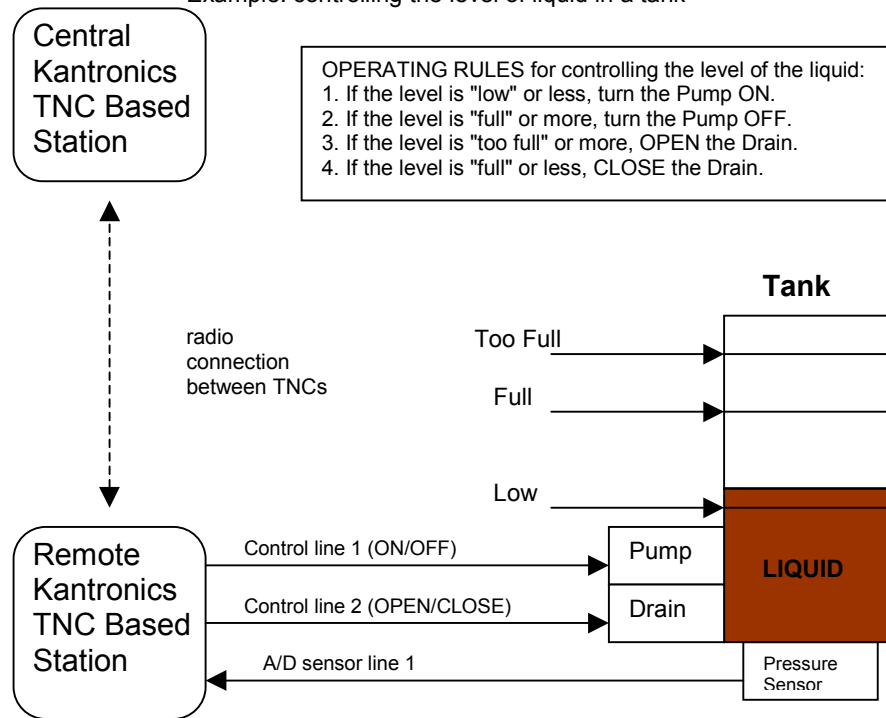 Example: controlling the level of liquid in a tank
Central
Kantronics
TNC Based
Station
OPERATING RULES for controlling the level of the liquid:
1. If the level is "low" or less, turn the Pump ON.
2. If the level is "full" or more, turn the Pump OFF.
3. If the level is "too full" or more, OPEN the Drain.
4. If the level is "full" or less, CLOSE the Drain.
Tank
radio
connection
between TNCs
Too Full
Full
Low
Remote
Kantronics
TNC Based
Station
Control line 1 (ON/OFF)
Control line 2 (OPEN/CLOSE)
A/D sensor line 1
Pump
Drain
LIQUID
Pressure
Sensor